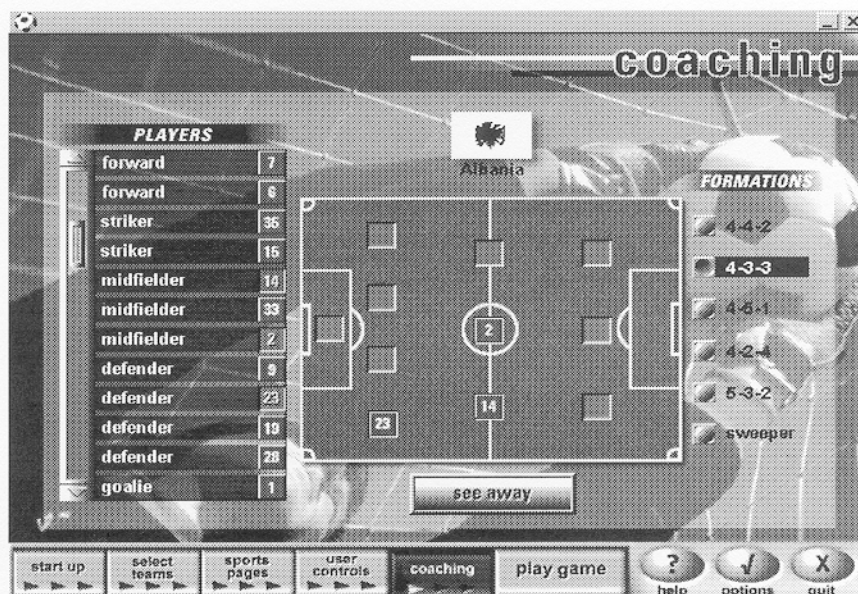 coaching
PLAYERS
forward 7
forward 6
striker 35
striker 15
midfielder 14
midfielder 33
midfielder 2
defender 9
defender 23
defender 19
defender 28
goalie 1
Albania
2
14
23
see away
FORMATIONS
4-4-2
4-3-3
4-5-1
4-2-4
5-3-2
sweeper
start up
select teams
sports pages
user controls
coaching
play game
?
help
√
options
X
quit